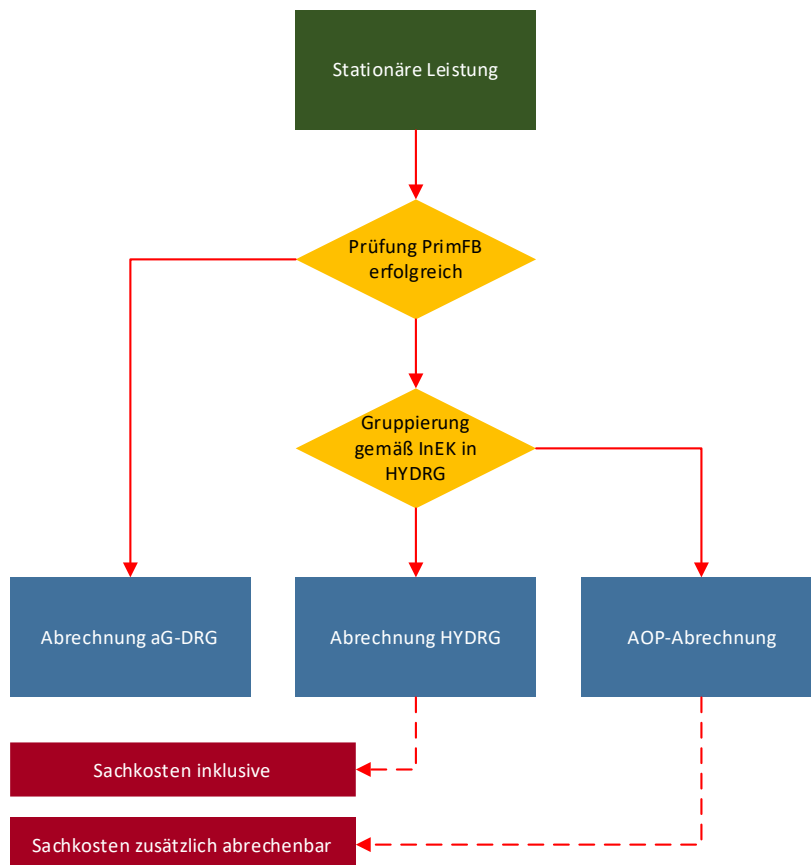 Stationäre Leistung
Prüfung PrimFB
erfolgreich
Gruppierung
gemäß InEK in
HYDRG
Abrechnung aG-DRG
Abrechnung HYDRG
AOP-Abrechnung
Sachkosten inklusive
Sachkosten zusätzlich abrechenbar